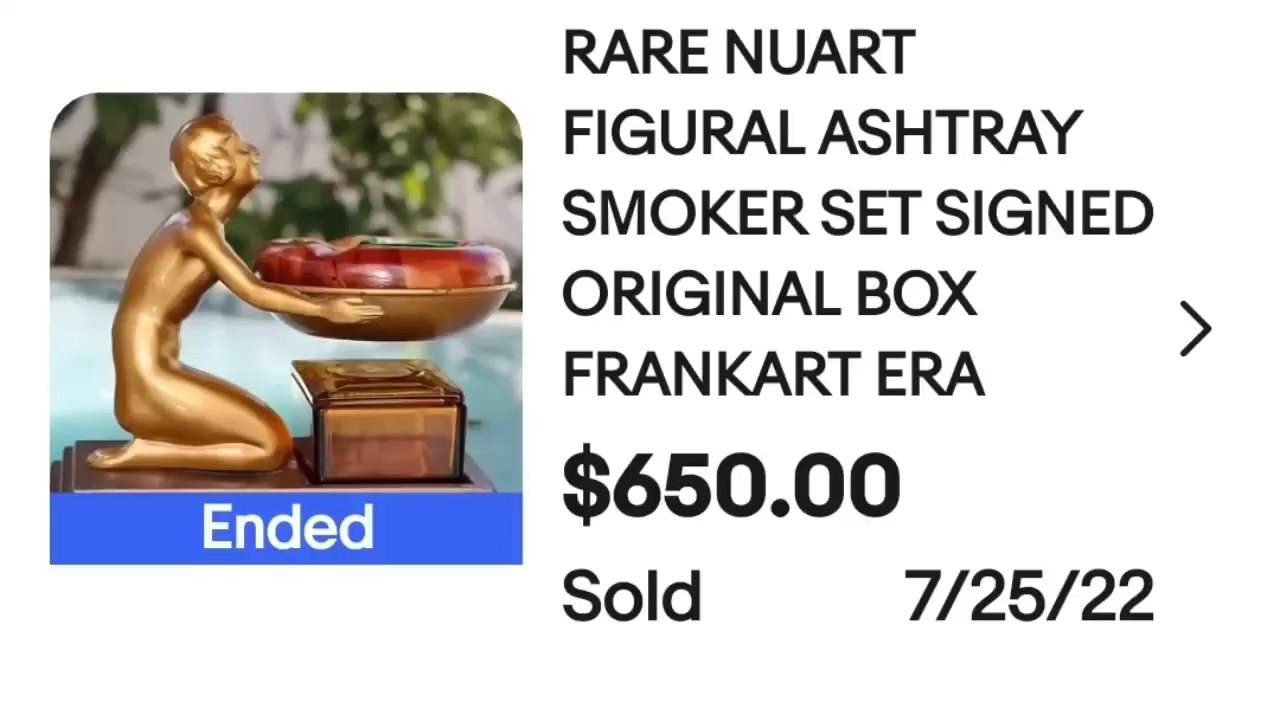 RARE NUART
FIGURAL ASHTRAY
SMOKER SET SIGNED
ORIGINAL BOX
FRANKART ERA
$650.00
Ended
Sold 7/25/22